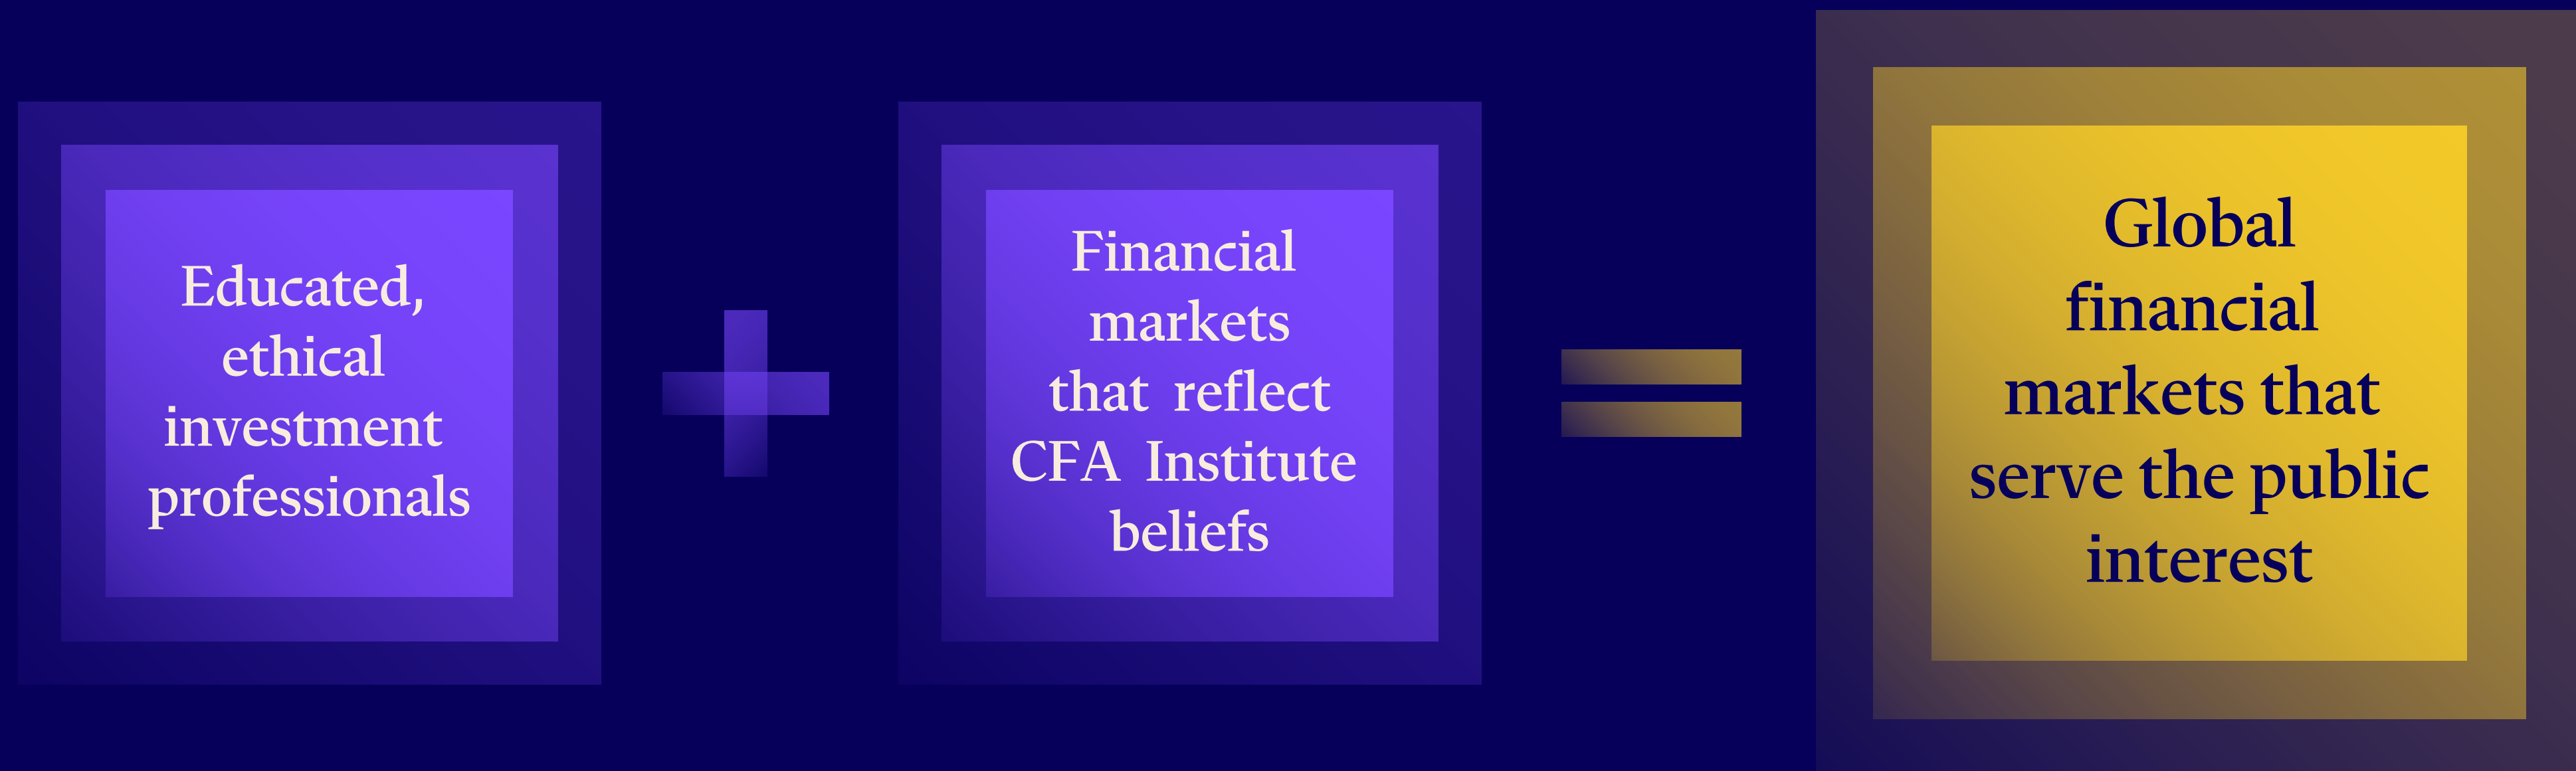 Educated,
ethical
investment
professionals
+
Financial
markets
that reflect
CFA Institute
beliefs
=
Global
financial
markets that
serve the public
interest